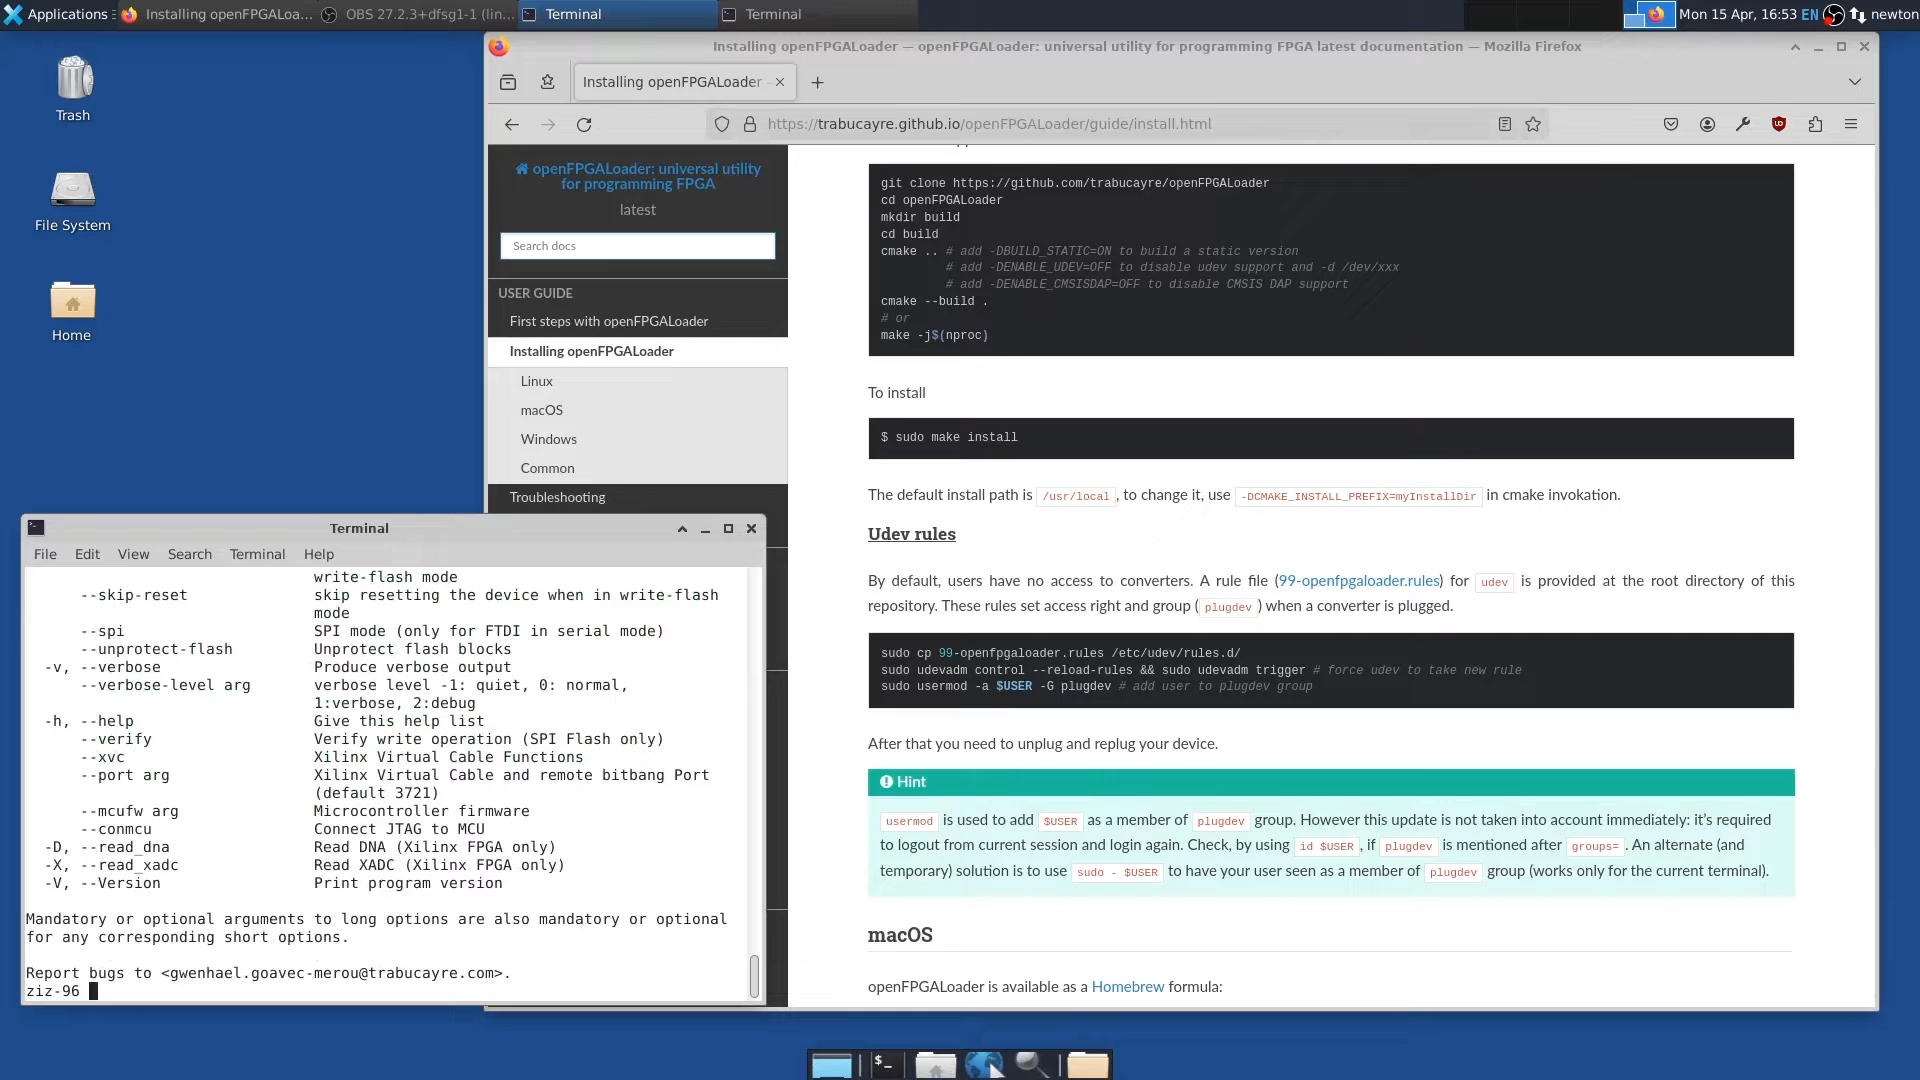 Applications
Installing openFPGALoa...
OBS 27.2.3+dfsg1-1 (lin...
Terminal
Terminal
Mon 15 Apr, 16:53
EN
newton
Trash
File System
Home
Installing openFPGALoader — openFPGALoader: universal utility for programming FPGA latest documentation — Mozilla Firefox
Installing openFPGALoader
https://trabucayre.github.io/openFPGALoader/guide/install.html
openFPGALoader: universal utility
for programming FPGA
latest
Search docs
USER GUIDE
First steps with openFPGALoader
Installing openFPGALoader
Linux
macOS
Windows
Common
Troubleshooting
git clone https://github.com/trabucayre/openFPGALoader
cd openFPGALoader
mkdir build
cd build
cmake .. # add -DBUILD_STATIC=ON to build a static version
# add -DENABLE_UDEV=OFF to disable udev support and -d /dev/xxx
# add -DENABLE_CMSISDAP=OFF to disable CMSIS DAP support
cmake --build .
# or
make -j$(nproc)
To install
$ sudo make install
The default install path is /usr/local, to change it, use -DCMAKE_INSTALL_PREFIX=myInstallDir in cmake invokation.
Udev rules
By default, users have no access to converters. A rule file (99-openfpgaloader.rules) for udev is provided at the root directory of this
repository. These rules set access right and group (plugdev) when a converter is plugged.
sudo cp 99-openfpgaloader.rules /etc/udev/rules.d/
sudo udevadm control --reload-rules && sudo udevadm trigger # force udev to take new rule
sudo usermod -a $USER -G plugdev # add user to plugdev group
After that you need to unplug and replug your device.
Hint
usermod is used to add $USER as a member of plugdev group. However this update is not taken into account immediately: it's required
to logout from current session and login again. Check, by using id $USER, if plugdev is mentioned after groups=. An alternate (and
temporary) solution is to use sudo - $USER to have your user seen as a member of plugdev group (works only for the current terminal).
macOS
openFPGALoader is available as a Homebrew formula:
Terminal
File Edit View Search Terminal Help
write-flash mode
--skip-reset skip resetting the device when in write-flash
mode
--spi SPI mode (only for FTDI in serial mode)
--unprotect-flash Unprotect flash blocks
-v, --verbose Produce verbose output
--verbose-level arg verbose level -1: quiet, 0: normal,
1:verbose, 2:debug
-h, --help Give this help list
--verify Verify write operation (SPI Flash only)
--xvc Xilinx Virtual Cable Functions
--port arg Xilinx Virtual Cable and remote bitbang Port
(default 3721)
--mcufw arg Microcontroller firmware
--conmcu Connect JTAG to MCU
-D, --read_dna Read DNA (Xilinx FPGA only)
-X, --read_xadc Read XADC (Xilinx FPGA only)
-V, --Version Print program version
Mandatory or optional arguments to long options are also mandatory or optional
for any corresponding short options.
Report bugs to <gwenhael.goavec-merou@trabucayre.com>.
ziz-96